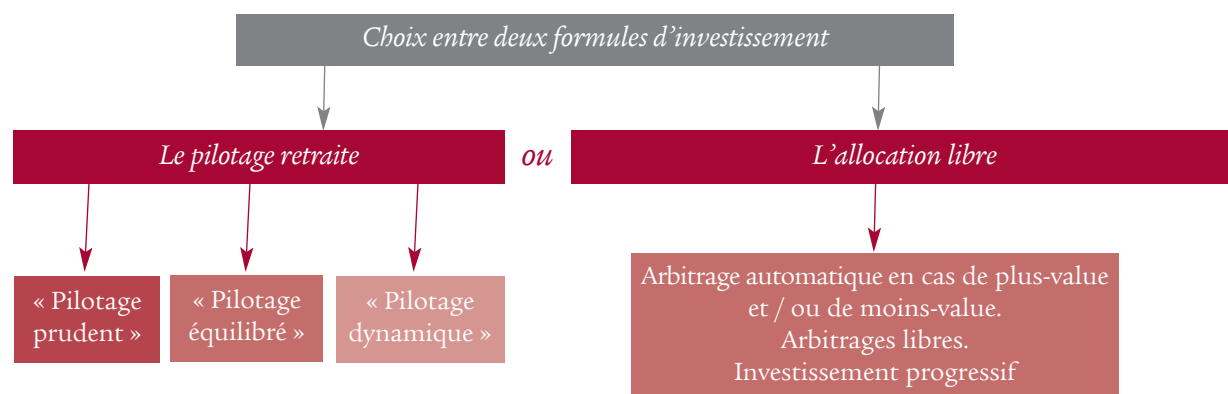 Choix entre deux formules d’investissement
Le pilotage retraite
ou
L’allocation libre
« Pilotage
prudent »
« Pilotage
équilibré »
« Pilotage
dynamique »
Arbitrage automatique en cas de plus-value
et / ou de moins-value.
Arbitrages libres.
Investissement progressif